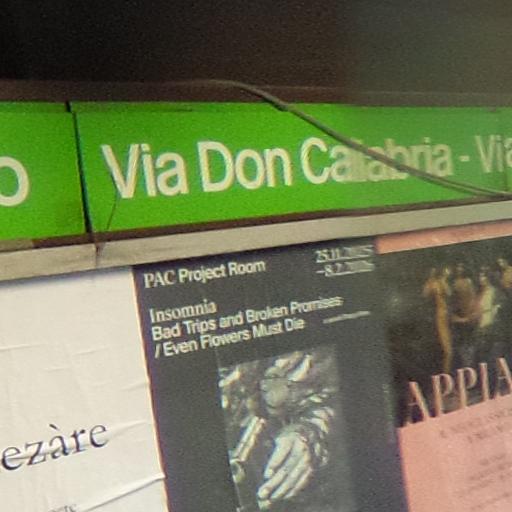 o
Via Don Calabria - Via
PAC Project Room
25.11.2025
-8.2.2026
Insomnia
Bad Trips and Broken Promises
/ Even Flowers Must Die
ezàre
APPIA